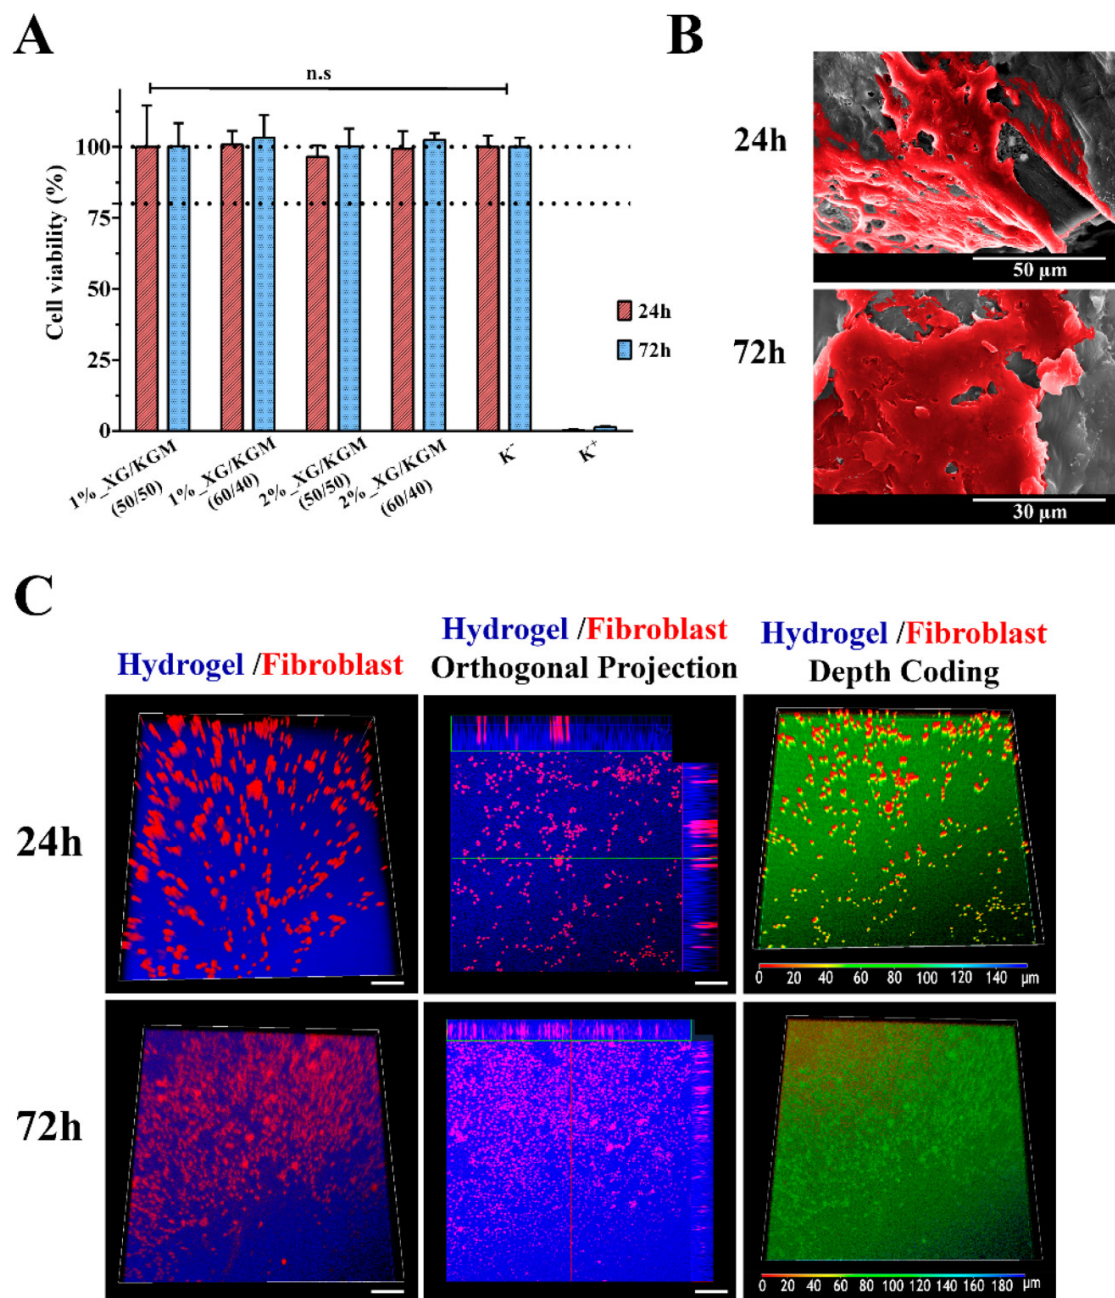 A
n.s
100
75
50
25
0
Cell viability (%)
24h
72h
1%_XG/KGM
(50/50)
1%_XG/KGM
(60/40)
2%_XG/KGM
(50/50)
2%_XG/KGM
(60/40)
K-
K+
B
24h
50 µm
72h
30 µm
C
Hydrogel /Fibroblast
Hydrogel /Fibroblast
Orthogonal Projection
Hydrogel /Fibroblast
Depth Coding
24h
0 20 40 60 80 100 120 140 µm
72h
0 20 40 60 80 100 120 140 180 µm